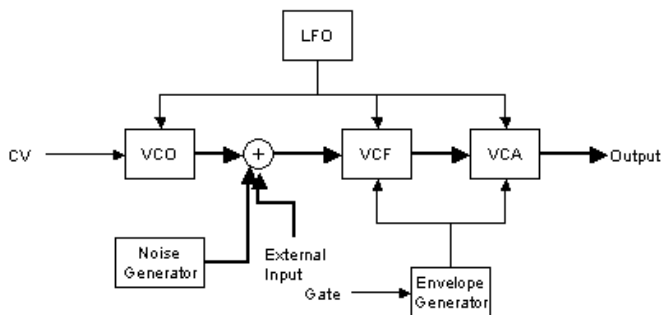 LFO
CV
VCO
+
VCF
VCA
Output
Noise
Generator
External
Input
Gate
Envelope
Generator